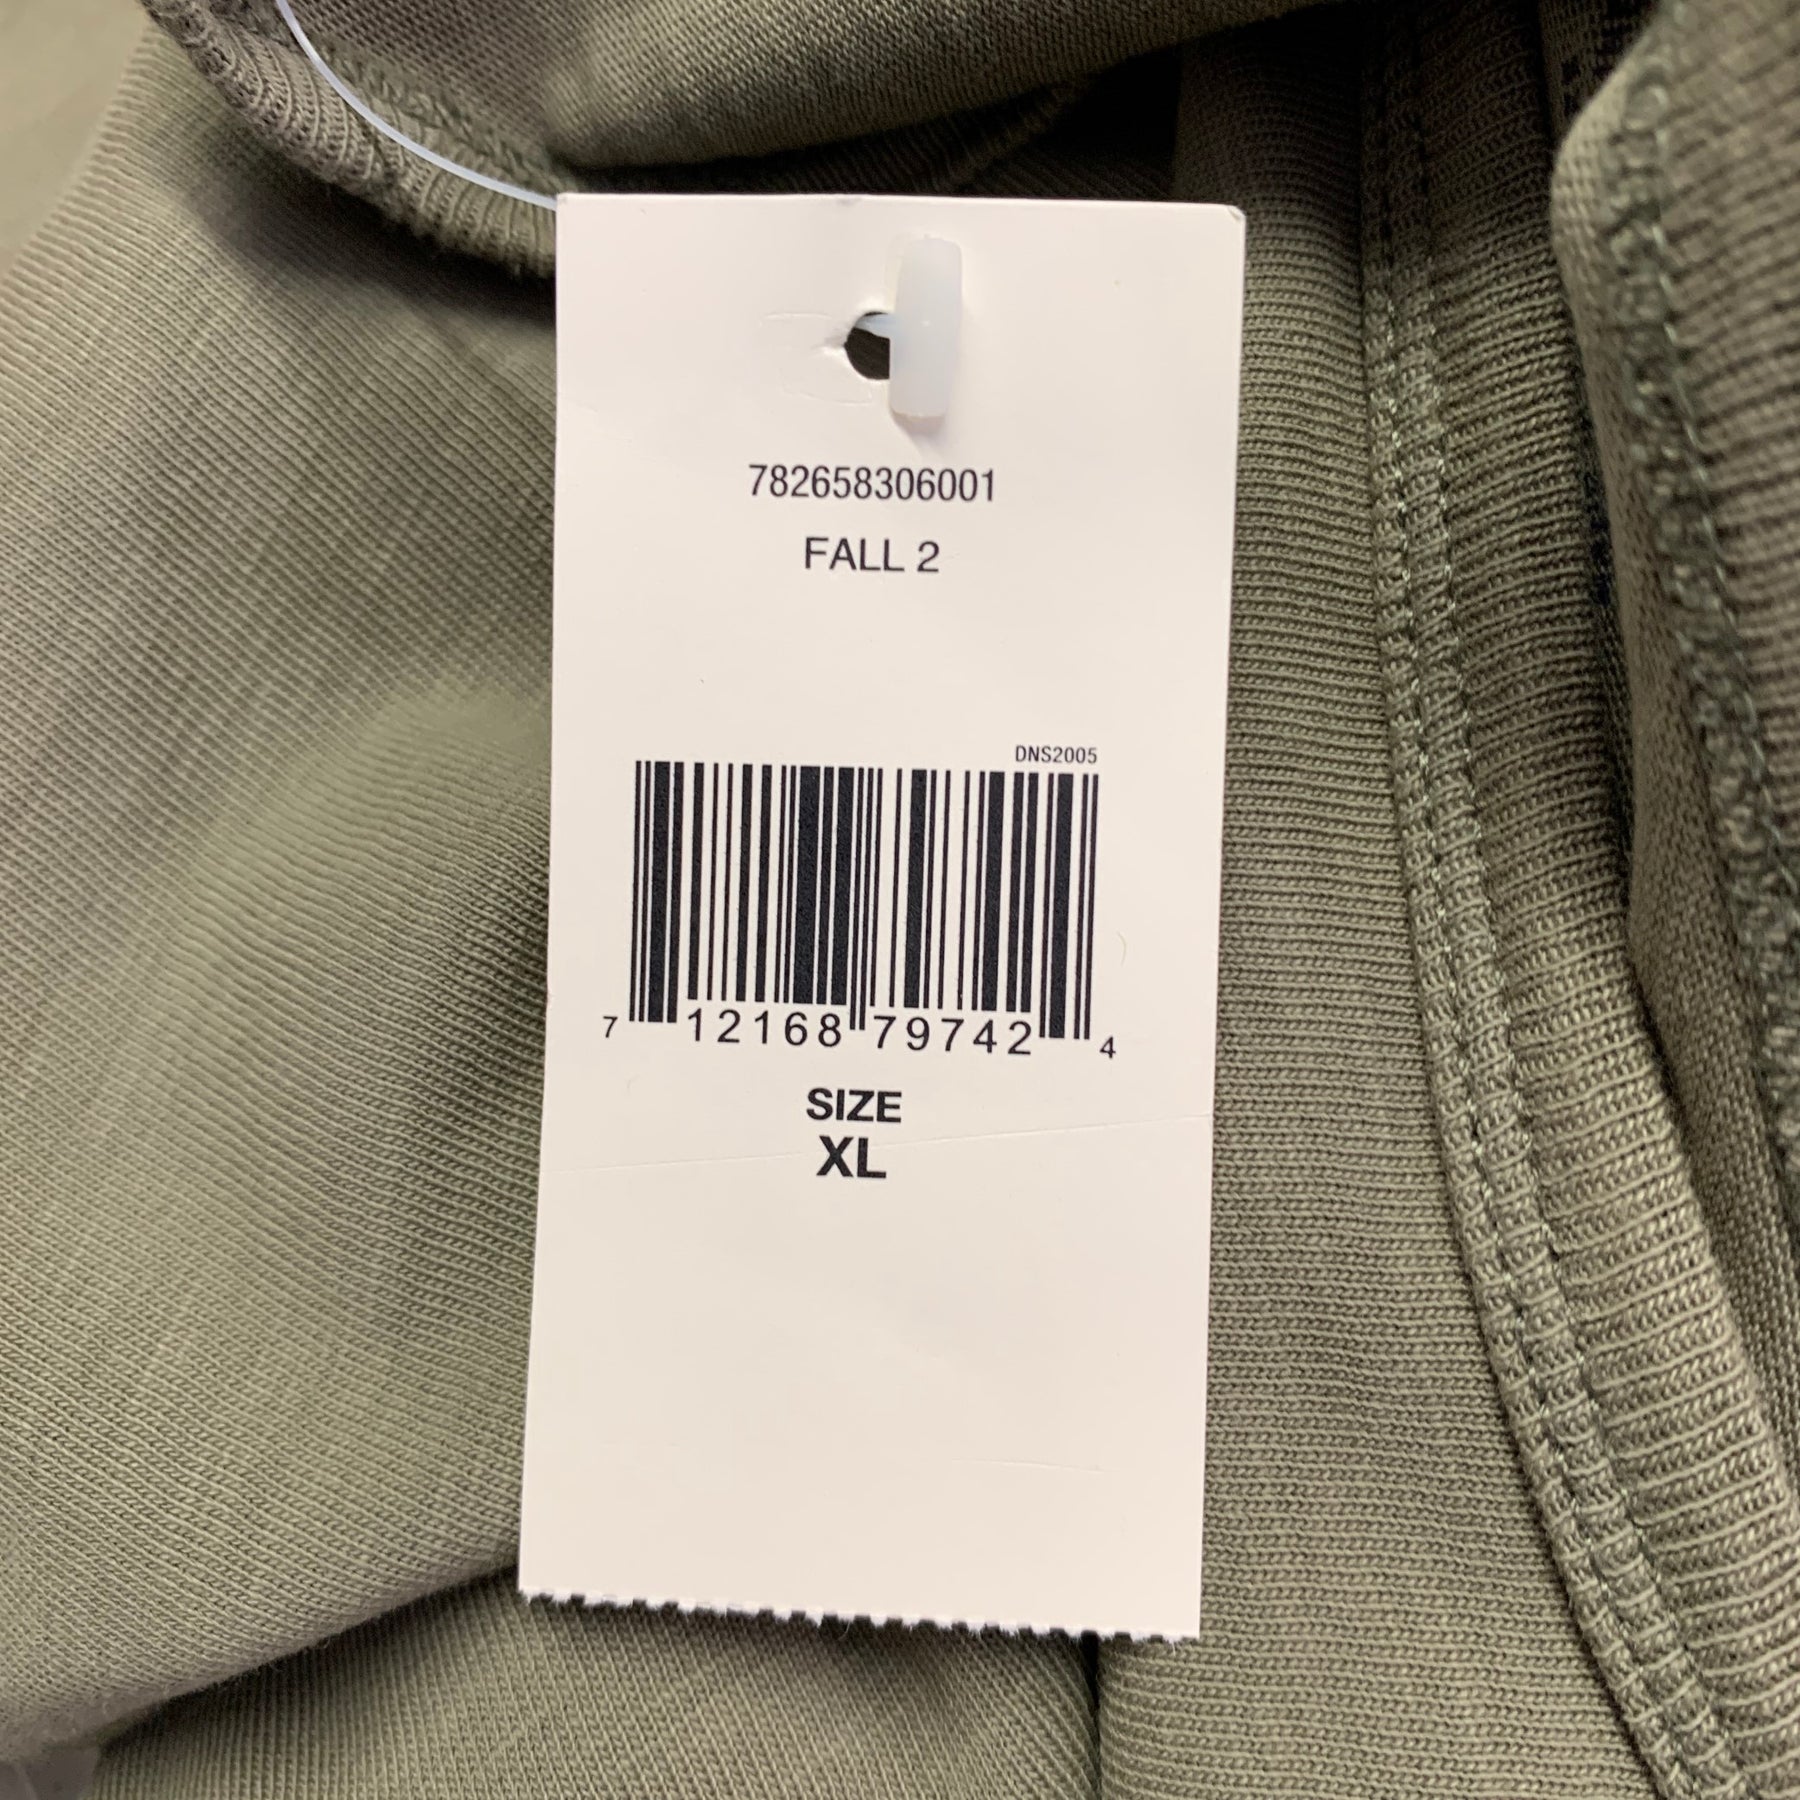 782658306001
FALL 2
DNS2005
7 12168 79742 4
SIZE
XL